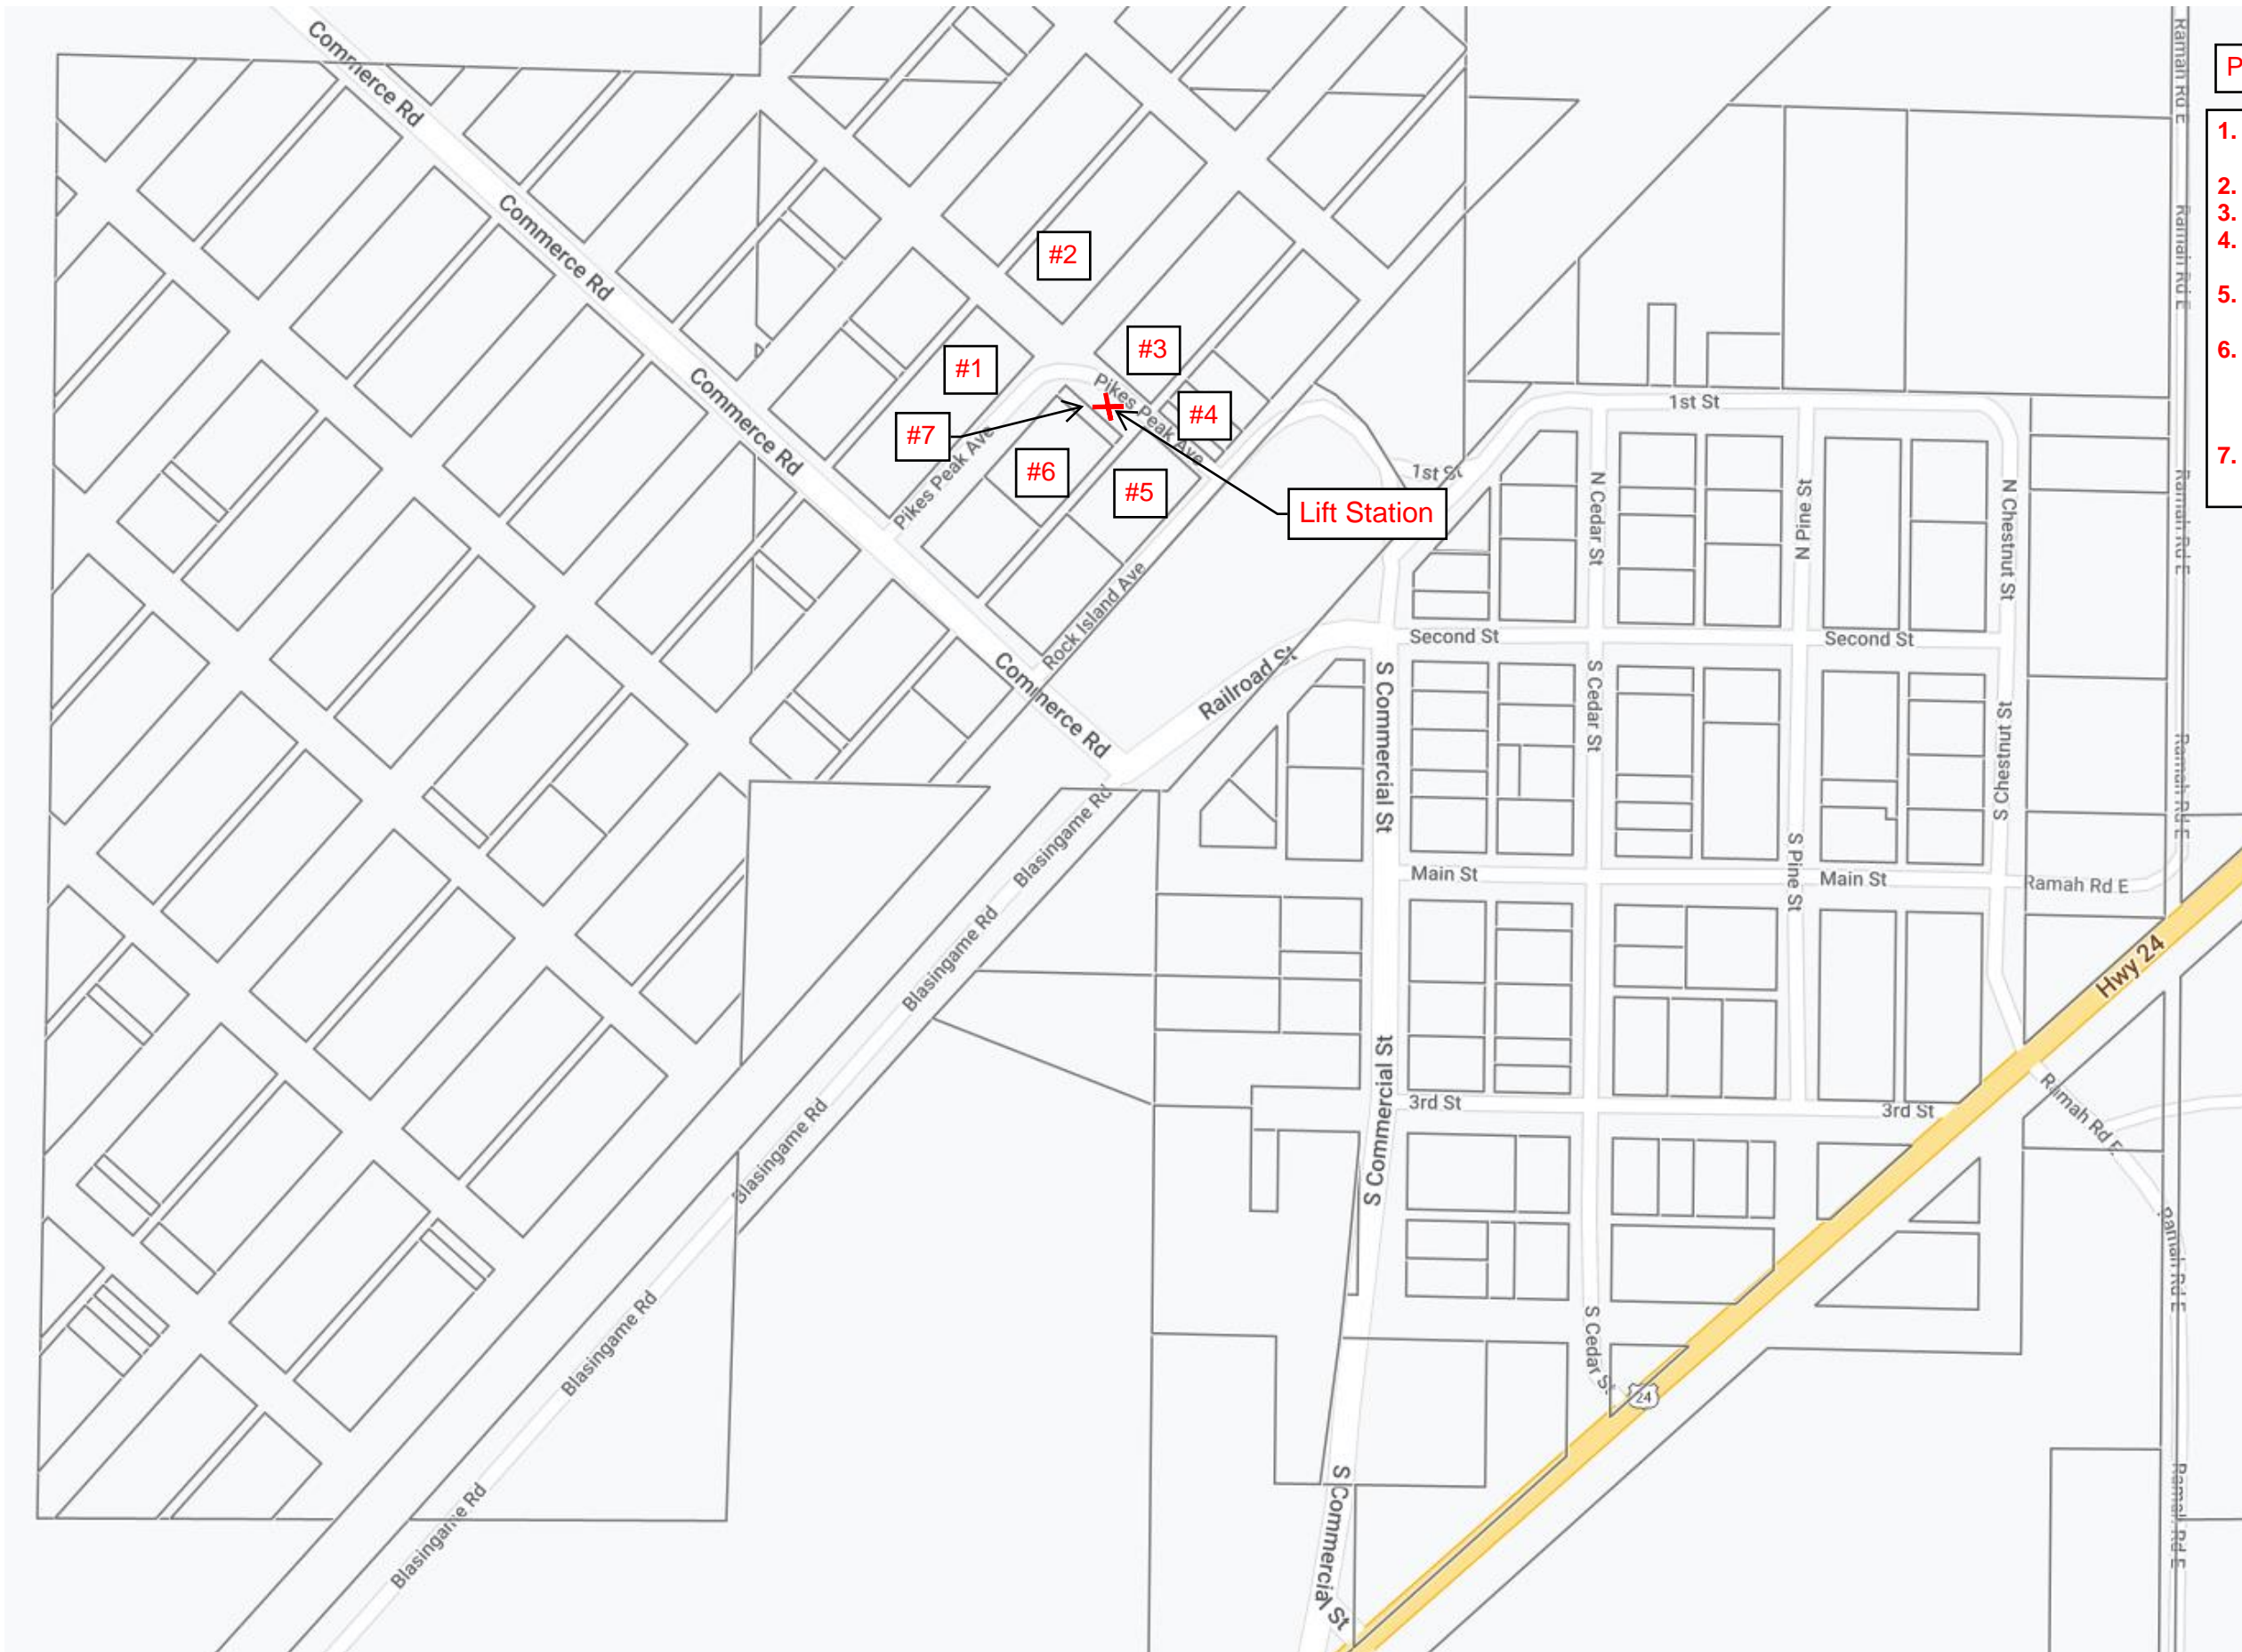 Commerce Rd
Commerce Rd
Commerce Rd
Commerce Rd
Ramah Rd E
Ramah Rd E
Ramah Rd E
Ramah Rd E
P
1.
2.
3.
4.
5.
6.
7.
#2
#1
#3
#4
#7
#6
#5
Pikes Peak Ave
Pikes Peak Ave
Lift Station
Rock Island Ave
1st St
1st St
N Cedar St
N Pine St
N Chestnut St
Second St
Second St
Railroad St
S Commercial St
S Cedar St
S Chestnut St
S Pine St
Blasingame Rd
Main St
Main St
Ramah Rd E
Blasingame Rd
Hwy 24
S Commercial St
3rd St
3rd St
Ramah Rd E
Blasingame Rd
Ramah Rd E
Blasingame Rd
S Cedar St
24
Blasingame Rd
S Commercial St
Ramah Rd E
Ramah Rd E